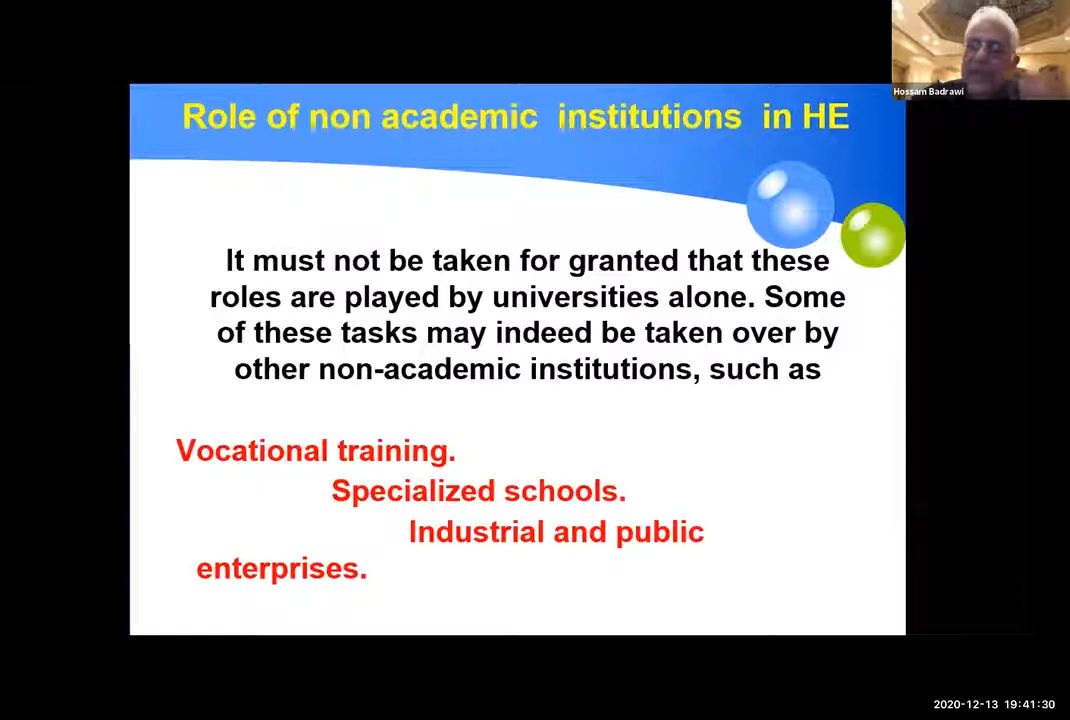 Hossam Badrawi
Role of non academic institutions in HE
It must not be taken for granted that these
roles are played by universities alone. Some
of these tasks may indeed be taken over by
other non-academic institutions, such as
Vocational training.
Specialized schools.
Industrial and public
enterprises.
2020-12-13 19:41:30